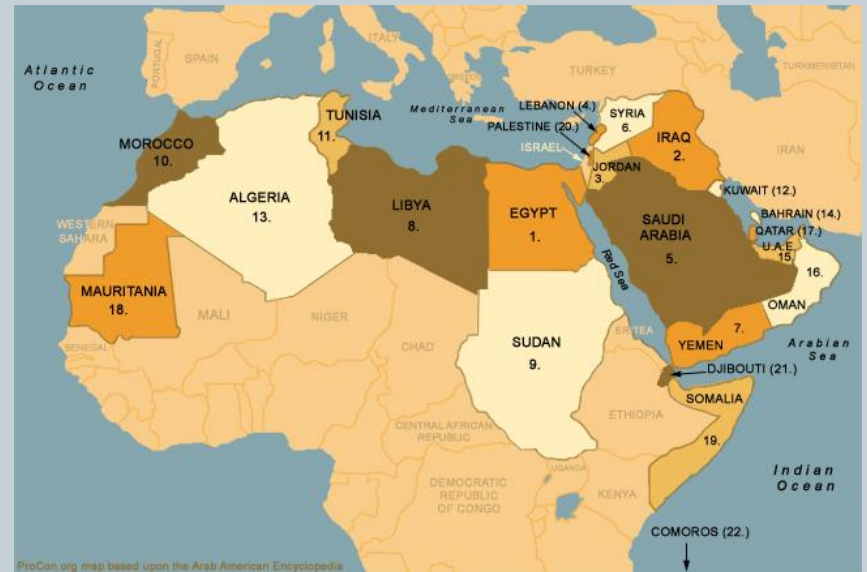 Atlantic
Ocean
PORTUGAL
SPAIN
ITALY
GREECE
TURKEY
TURKMENISTAN
Mediterranean
Sea
LEBANON (4.)
SYRIA
6.
PALESTINE (20.)
ISRAEL
IRAQ
2.
IRAN
JORDAN
3.
TUNISIA
11.
MOROCCO
10.
ALGERIA
13.
LIBYA
8.
EGYPT
1.
KUWAIT (12.)
BAHRAIN (14.)
QATAR (17.)
U.A.E.
15.
SAUDI
ARABIA
5.
16.
OMAN
Red Sea
WESTERN
SAHARA
MAURITANIA
18.
MALI
NIGER
CHAD
SUDAN
9.
ERITEA
7.
YEMEN
Arabian
Sea
SENEGAL
DJIBOUTI (21.)
SOMALIA
19.
ETHIOPIA
CENTRAL AFRICAN
REPUBLIC
UGANDA
KENYA
DEMOCRATIC
REPUBLIC
OF CONGO
Indian
Ocean
COMOROS (22.)
ProCon.org map based upon the Arab American Encyclopedia